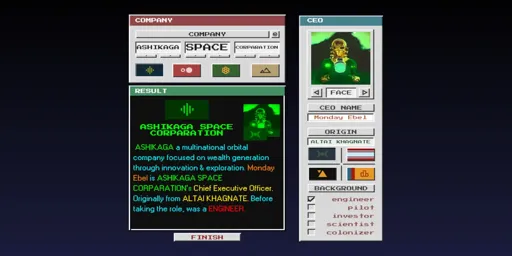 COMPANY
COMPANY
ASHIKAGA SPACE CORPARATION
RESULT
ASHIKAGA SPACE
CORPARATION
ASHIKAGA a multinational orbital
company focused on wealth generation
through innovation & exploration. Monday
Ebel is ASHIKAGA SPACE
CORPARATION's Chief Executive Officer.
Originally from ALTAI KHAGNATE. Before
taking the role, was a ENGINEER.
FINISH
CEO
FACE
CEO NAME
Monday Ebel
ORIGIN
ALTAI KHAGNATE
BACKGROUND
engineer
pilot
investor
scientist
colonizer